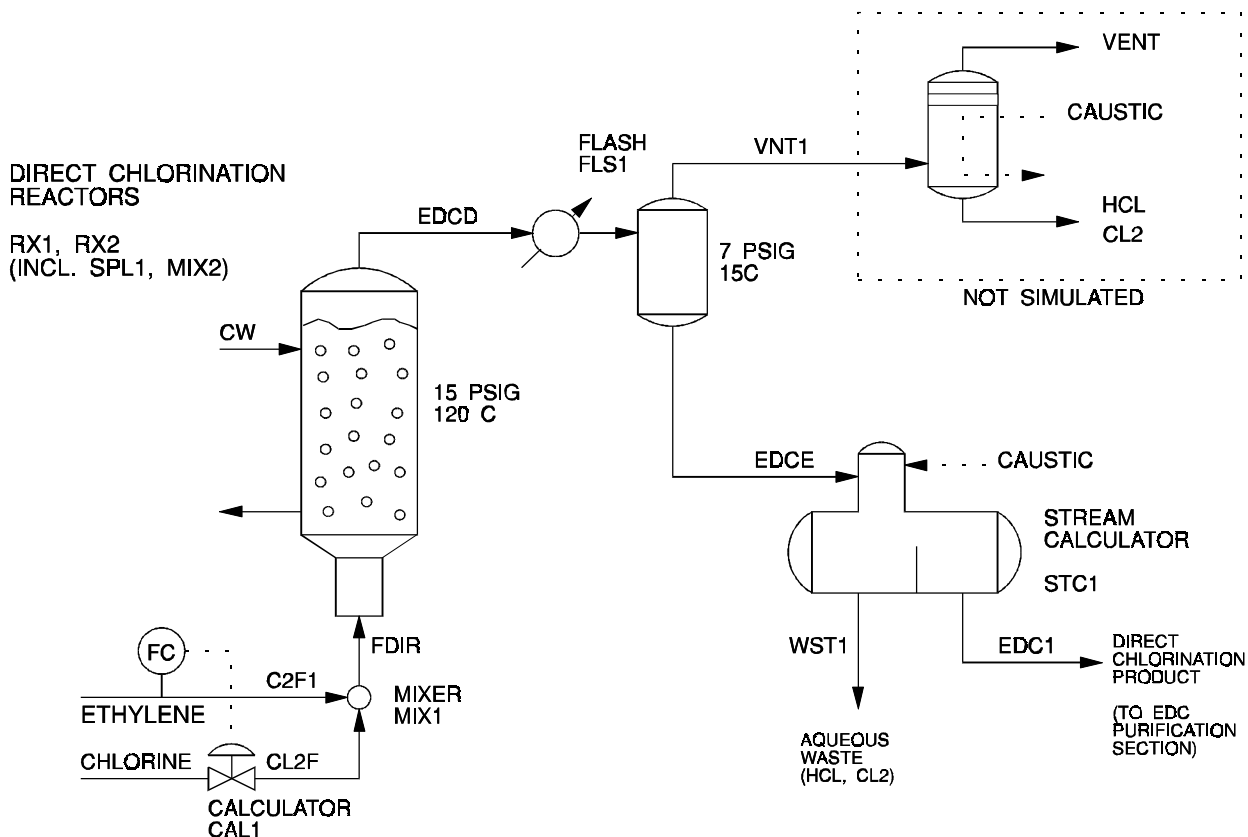 VENT
CAUSTIC
HCL
CL2
NOT SIMULATED
FLASH
FLS1
VNT1
DIRECT CHLORINATION
REACTORS
RX1, RX2
(INCL. SPL1, MIX2)
EDCD
7 PSIG
15C
CW
15 PSIG
120 C
EDCE
CAUSTIC
STREAM
CALCULATOR
STC1
WST1
EDC1
DIRECT
CHLORINATION
PRODUCT
(TO EDC
PURIFICATION
SECTION)
AQUEOUS
WASTE
(HCL, CL2)
FC
FDIR
C2F1
ETHYLENE
MIXER
MIX1
CHLORINE
CL2F
CALCULATOR
CAL1